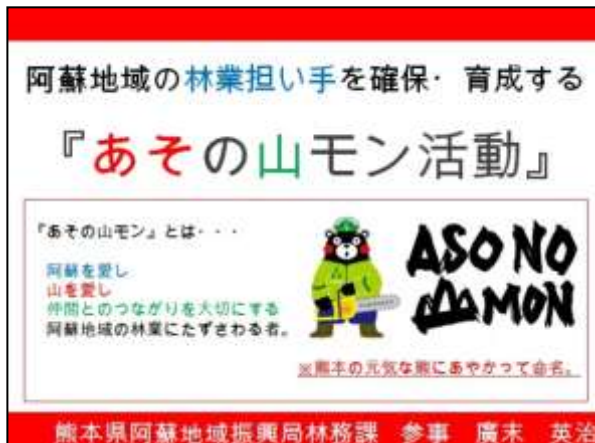 阿蘇地域の林業担い手を確保・ 育成する
『あその山モン活動』
『あその山モン』とは・・・
阿蘇を愛し
山を愛し
仲間とのつながりを大切にする
阿蘇地域の林業にたずさわる者。
ASO NO
山MON
※熊本の元気な熊にあやかって命名。
熊本県阿蘇地域振興局林務課 参事 廣末 英治